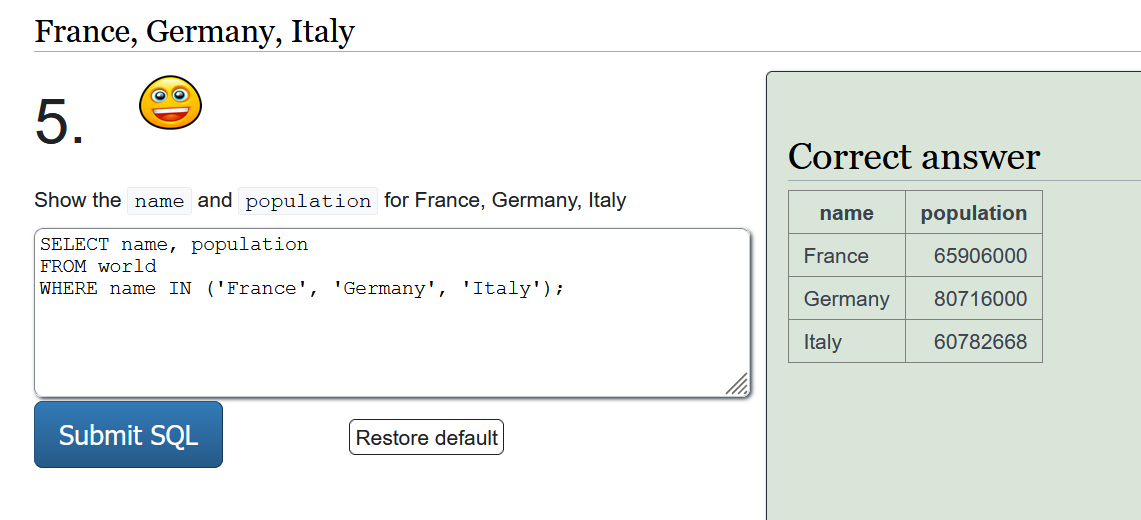 France, Germany, Italy
5.
Show the name and population for France, Germany, Italy
SELECT name, population
FROM world
WHERE name IN ('France', 'Germany', 'Italy');
Submit SQL
Restore default
Correct answer
name population
France 65906000
Germany 80716000
Italy 60782668